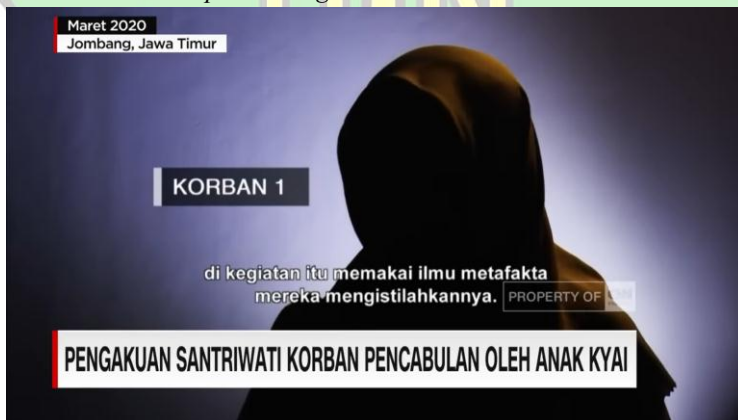 Maret 2020
Jombang, Jawa Timur
KORBAN 1
di kegiatan itu memakai ilmu metafakta
mereka mengistilahkannya.
PROPERTY OF
PENGAKUAN SANTRIWATI KORBAN PENCABULAN OLEH ANAK KYAI